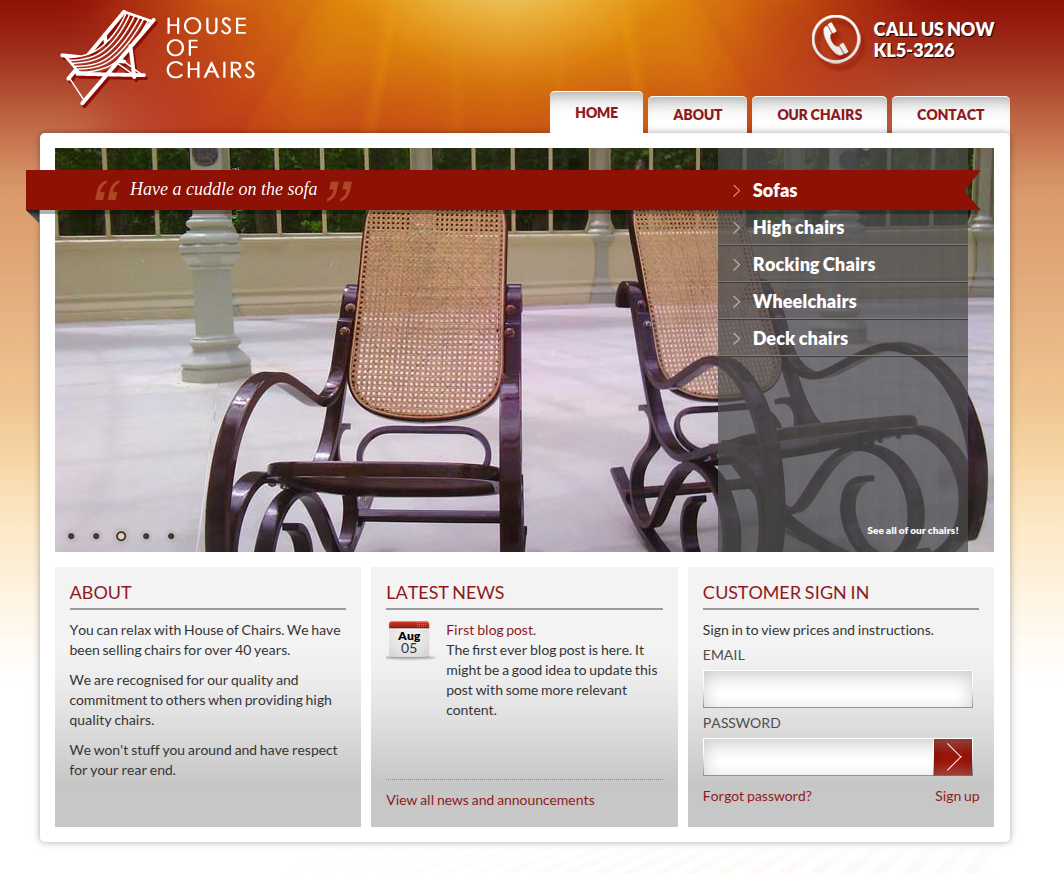 HOUSE
OF
CHAIRS
CALL US NOW
KL5-3226
HOME
ABOUT
OUR CHAIRS
CONTACT
“ Have a cuddle on the sofa ”
Sofas
High chairs
Rocking Chairs
Wheelchairs
Deck chairs
See all of our chairs!
ABOUT
You can relax with House of Chairs. We have
been selling chairs for over 40 years.
We are recognised for our quality and
commitment to others when providing high
quality chairs.
We won't stuff you around and have respect
for your rear end.
LATEST NEWS
Aug
05
First blog post.
The first ever blog post is here. It
might be a good idea to update this
post with some more relevant
content.
View all news and announcements
CUSTOMER SIGN IN
Sign in to view prices and instructions.
EMAIL
PASSWORD
Forgot password?
Sign up